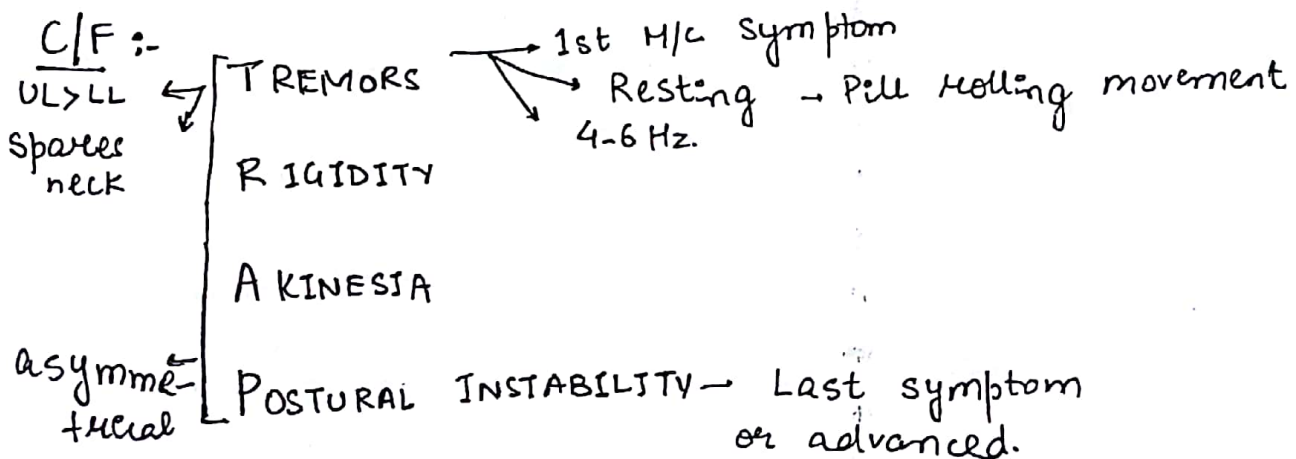 C/F :-
UL>LL
spares
neck
TREMORS → 1st M/C symptom
→ Resting → Pill rolling movement
4-6 Hz.
RIGIDITY
AKINESIA
asymme-
trical
POSTURAL INSTABILITY → Last symptom
or advanced.